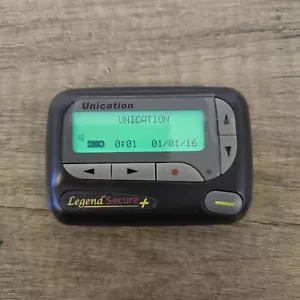 Unication
UNICATION
0:01 01/01/16
Legend Secure +